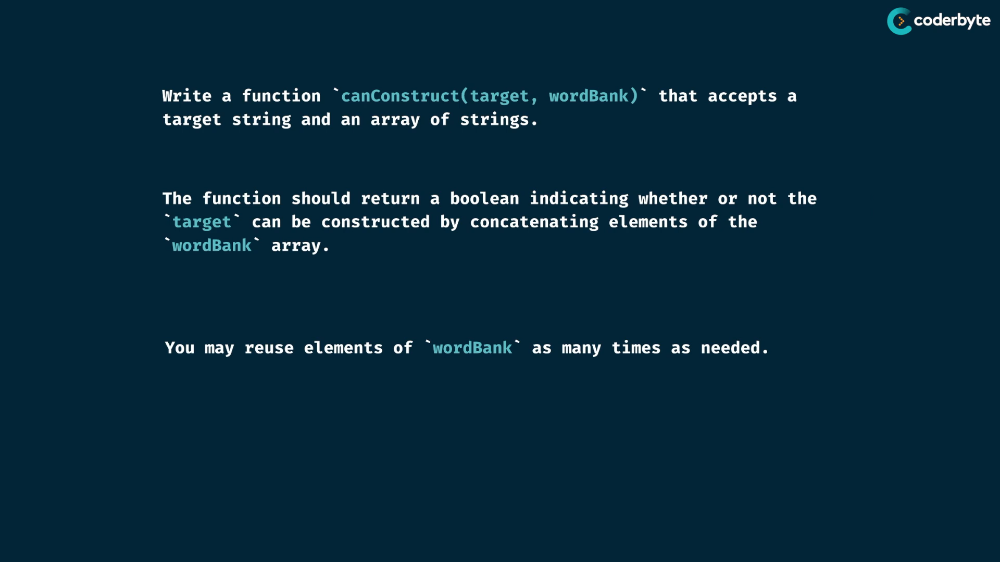 coderbyte
Write a function `canConstruct(target, wordBank)` that accepts a
target string and an array of strings.
The function should return a boolean indicating whether or not the
`target` can be constructed by concatenating elements of the
`wordBank` array.
You may reuse elements of `wordBank` as many times as needed.